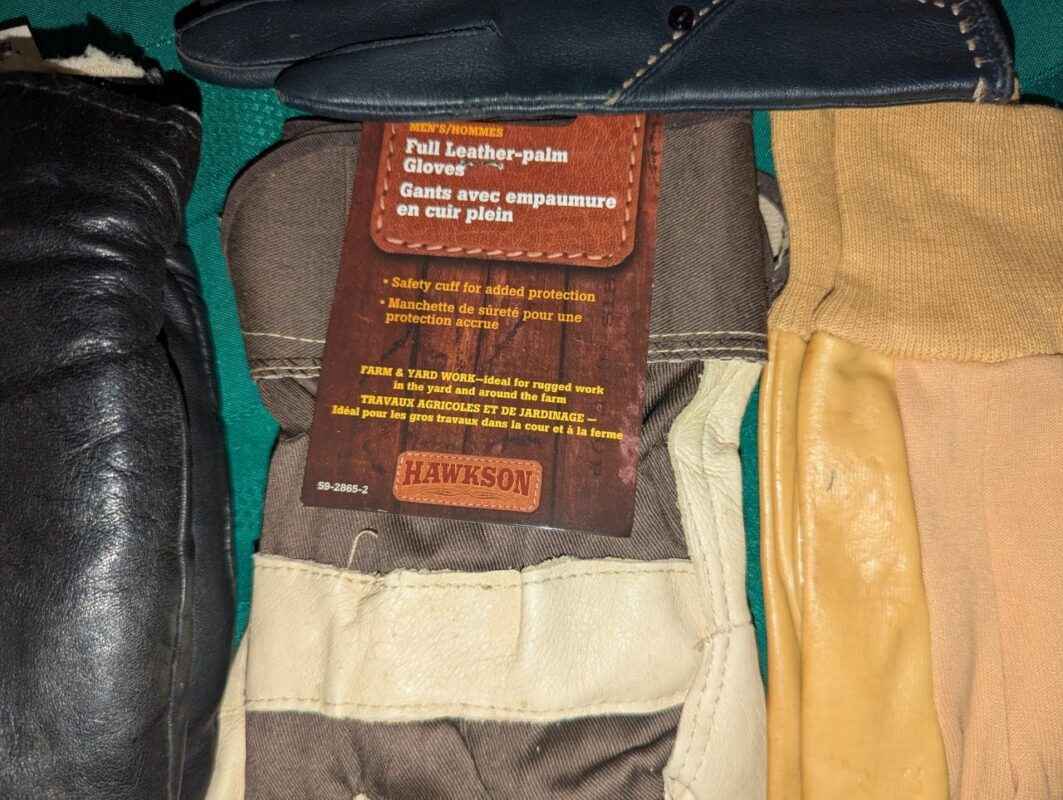 MEN'S/HOMMES
Full Leather-palm
Gloves
Gants avec empaumure
en cuir plein
• Safety cuff for added protection
• Manchette de sûreté pour une
protection accrue
FARM & YARD WORK—ideal for rugged work
in the yard and around the farm
TRAVAUX AGRICOLES ET DE JARDINAGE —
Idéal pour les gros travaux dans la cour et à la ferme
HAWKSON
59-2865-2